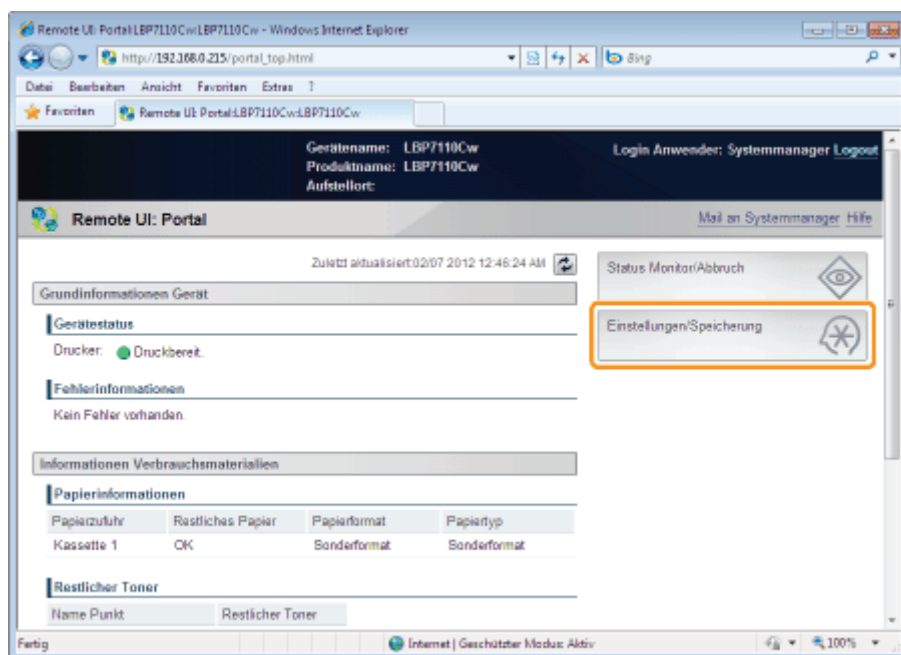 Remote UI: Portal:LBP7110Cw:LBP7110Cw - Windows Internet Explorer
http://192.168.0.215/portal_top.html
Bing
Datei Bearbeiten Ansicht Favoriten Extras ?
Favoriten Remote UI: Portal:LBP7110Cw:LBP7110Cw
Gerätename: LBP7110Cw
Produktname: LBP7110Cw
Aufstellort:
Login Anwender: Systemmanager Logout
Remote UI: Portal
Mail an Systemmanager Hilfe
Zuletzt aktualisiert:02/07 2012 12:46:24 AM
Status Monitor/Abbruch
Grundinformationen Gerät
Einstellungen/Speicherung
Gerätestatus
Drucker: Druckbereit.
Fehlerinformationen
Kein Fehler vorhanden.
Informationen Verbrauchsmaterialien
Papierinformationen
Papierzufuhr Restliches Papier Papierformat Papiertyp
Kassette 1 OK Sonderformat Sonderformat
Restlicher Toner
Name Punkt Restlicher Toner
Fertig Internet | Geschützter Modus: Aktiv 100%